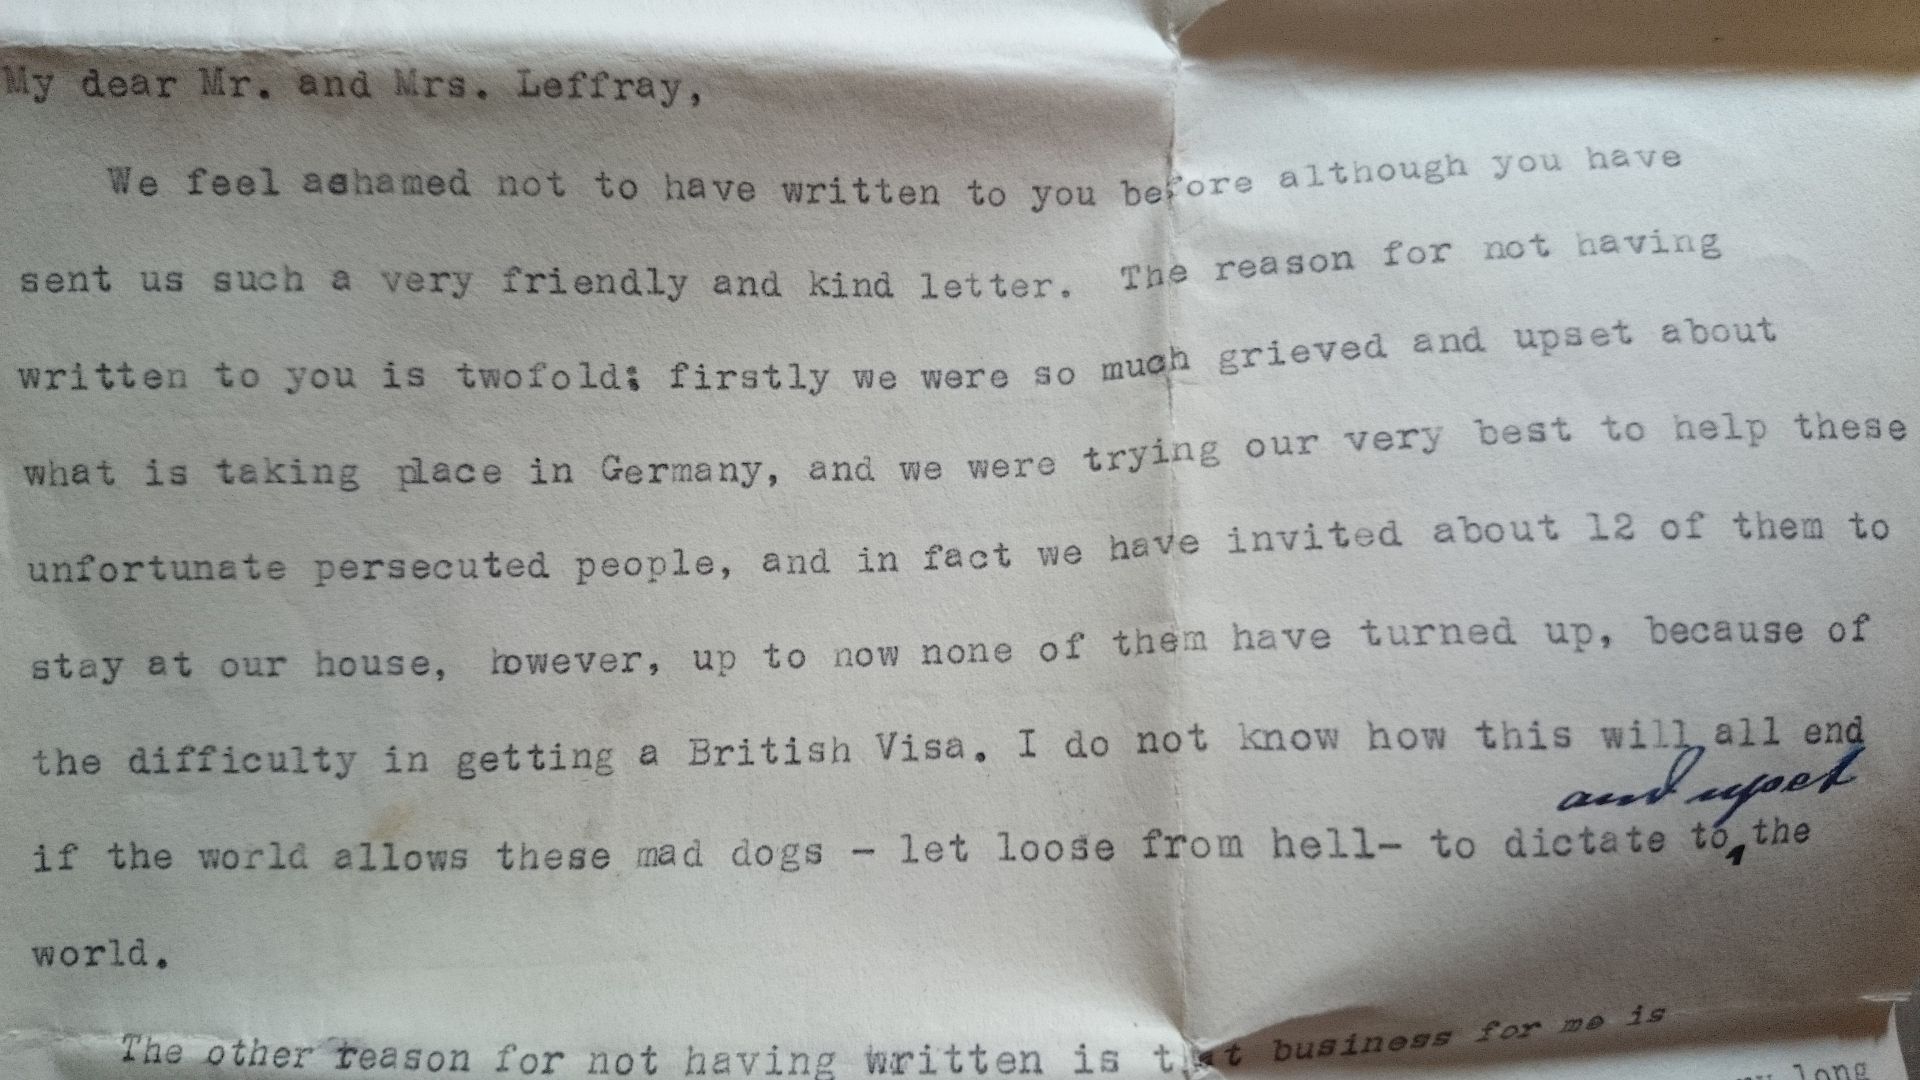 My dear Mr. and Mrs. Leffray,
We feel ashamed not to have written to you before although you have
sent us such a very friendly and kind letter. The reason for not having
written to you is twofold: firstly we were so much grieved and upset about
what is taking place in Germany, and we were trying our very best to help these
unfortunate persecuted people, and in fact we have invited about 12 of them to
stay at our house, however, up to now none of them have turned up, because of
the difficulty in getting a British Visa. I do not know how this will all end
and upset
if the world allows these mad dogs - let loose from hell- to dictate to, the
world.
The other reason for not having written is that business for me is
long